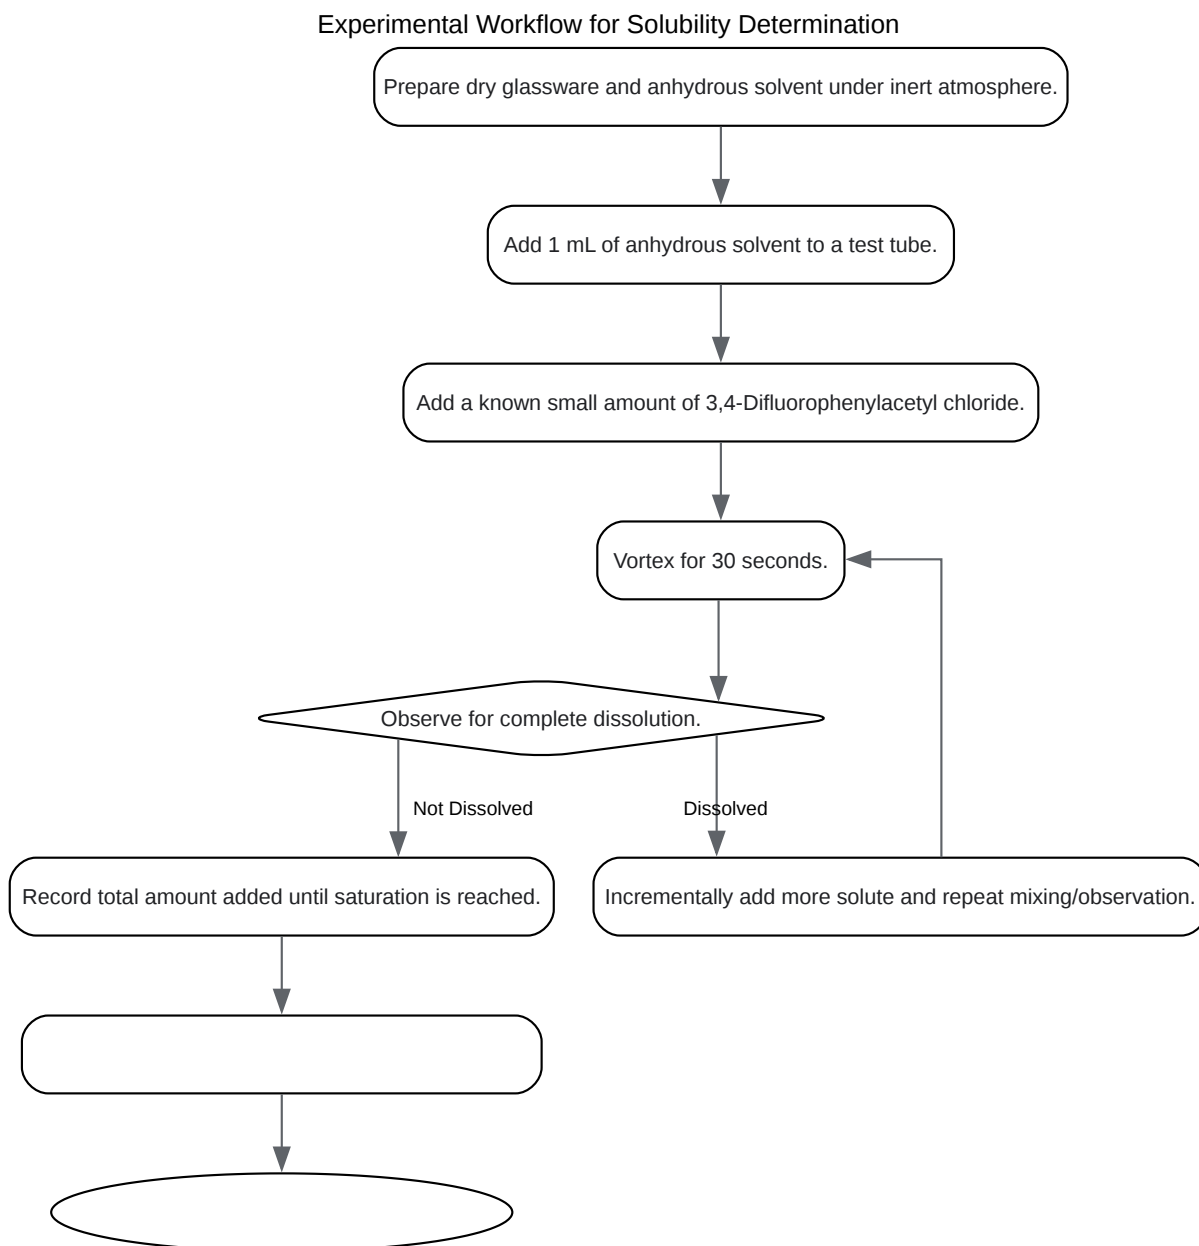 Experimental Workflow for Solubility Determination
Prepare dry glassware and anhydrous solvent under inert atmosphere.
Add 1 mL of anhydrous solvent to a test tube.
Add a known small amount of 3,4-Difluorophenylacetyl chloride.
Vortex for 30 seconds.
Observe for complete dissolution.
Not Dissolved
Dissolved
Record total amount added until saturation is reached.
Incrementally add more solute and repeat mixing/observation.